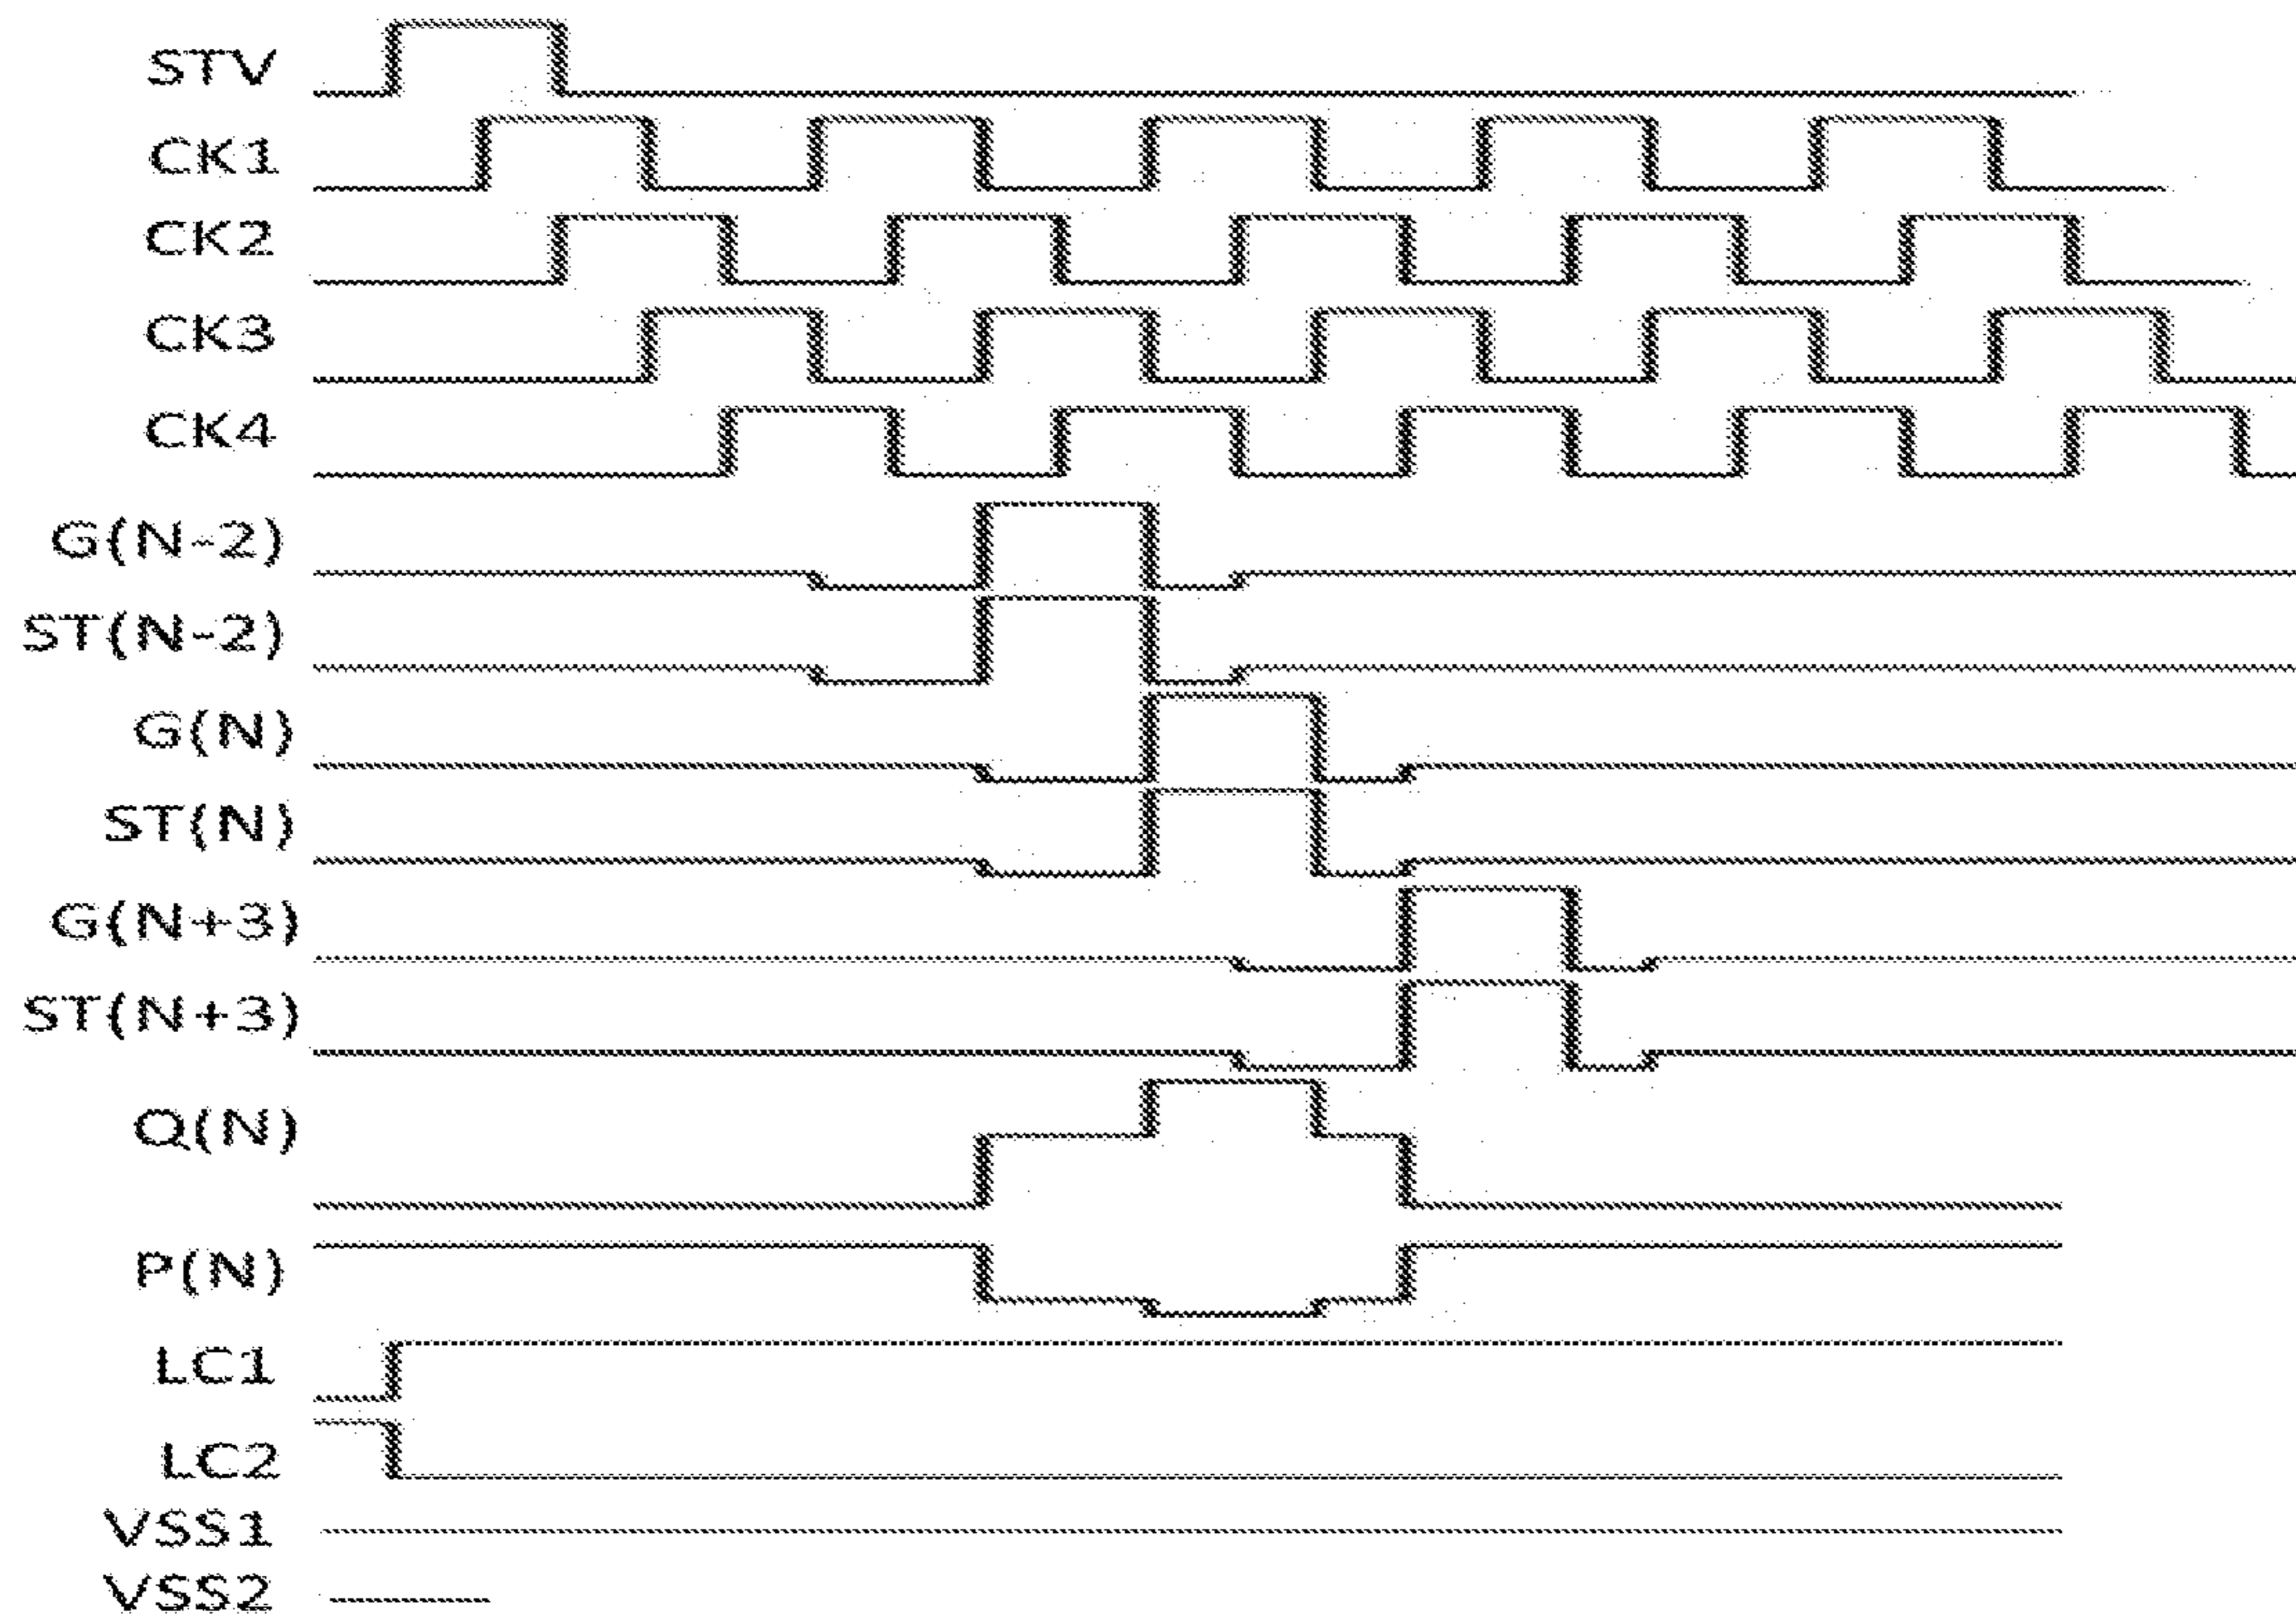 STV
CK1
CK2
CK3
CK4
G(N-2)
ST(N-2)
G(N)
ST(N)
G(N+3)
ST(N+3)
Q(N)
P(N)
LC1
LC2
VSS1
VSS2